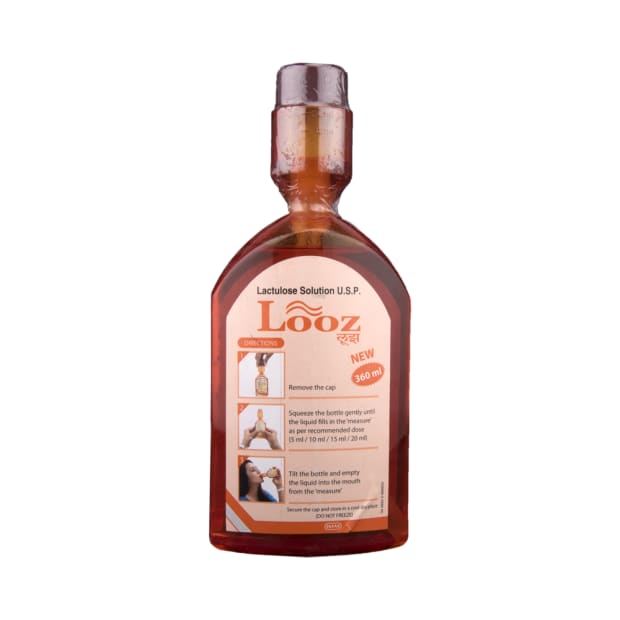 Lactulose Solution U.S.P.
Looz
लूझ
DIRECTIONS
NEW
360 ml
1
Remove the cap
2
Squeeze the bottle gently until
the liquid fills in the 'measure'
as per recommended dose
(5 ml / 10 ml / 15 ml / 20 ml)
3
Tilt the bottle and empty
the liquid into the mouth
from the 'measure'
Secure the cap and store in a cool dry place
(DO NOT FREEZE)